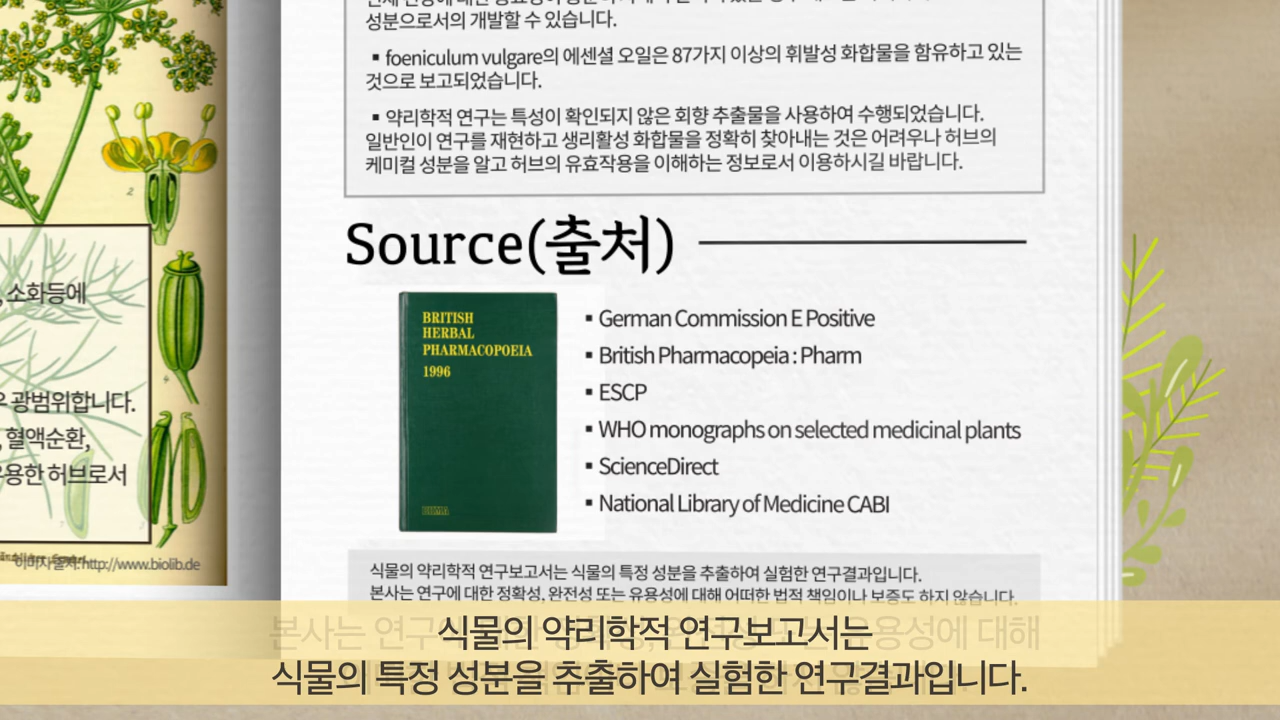 성분으로서의 개발할 수 있습니다.
▪ foeniculum vulgare의 에센셜 오일은 87가지 이상의 휘발성 화합물을 함유하고 있는
것으로 보고되었습니다.
▪ 약리학적 연구는 특성이 확인되지 않은 회향 추출물을 사용하여 수행되었습니다.
일반인이 연구를 재현하고 생리활성 화합물을 정확히 찾아내는 것은 어려우나 허브의
케미컬 성분을 알고 허브의 유효작용을 이해하는 정보로서 이용하시길 바랍니다.
2
4
, 소화등에
광범위합니다.
, 혈액순환,
용한 허브로서
이미지 출처:http://www.biolib.de
Source(출처)
BRITISH
HERBAL
PHARMACOPOEIA
1996
▪ German Commission E Positive
▪ British Pharmacopeia : Pharm
▪ ESCP
▪ WHO monographs on selected medicinal plants
▪ ScienceDirect
▪ National Library of Medicine CABI
식물의 약리학적 연구보고서는 식물의 특정 성분을 추출하여 실험한 연구결과입니다.
본사는 연구에 대한 정확성, 완전성 또는 유용성에 대해 어떠한 법적 책임이나 보증도 하지 않습니다.
식물의 약리학적 연구보고서는
식물의 특정 성분을 추출하여 실험한 연구결과입니다.